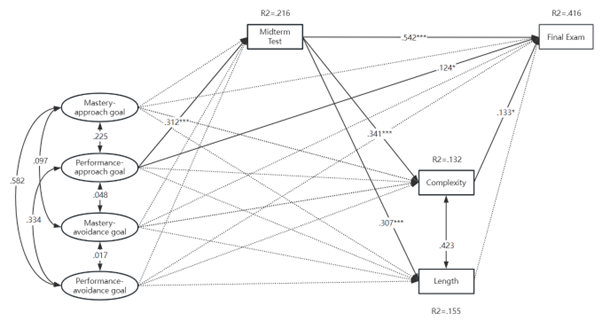 R2=.216
R2=.416
Midterm
Test
.542***
Final Exam
.124*
Mastery-
approach goal
.312***
.133*
.225
.341***
.097
R2=.132
.582
Performance-
approach goal
Complexity
.048
.334
Mastery-
avoidance goal
.307***
.423
.017
Performance-
avoidance goal
Length
R2=.155